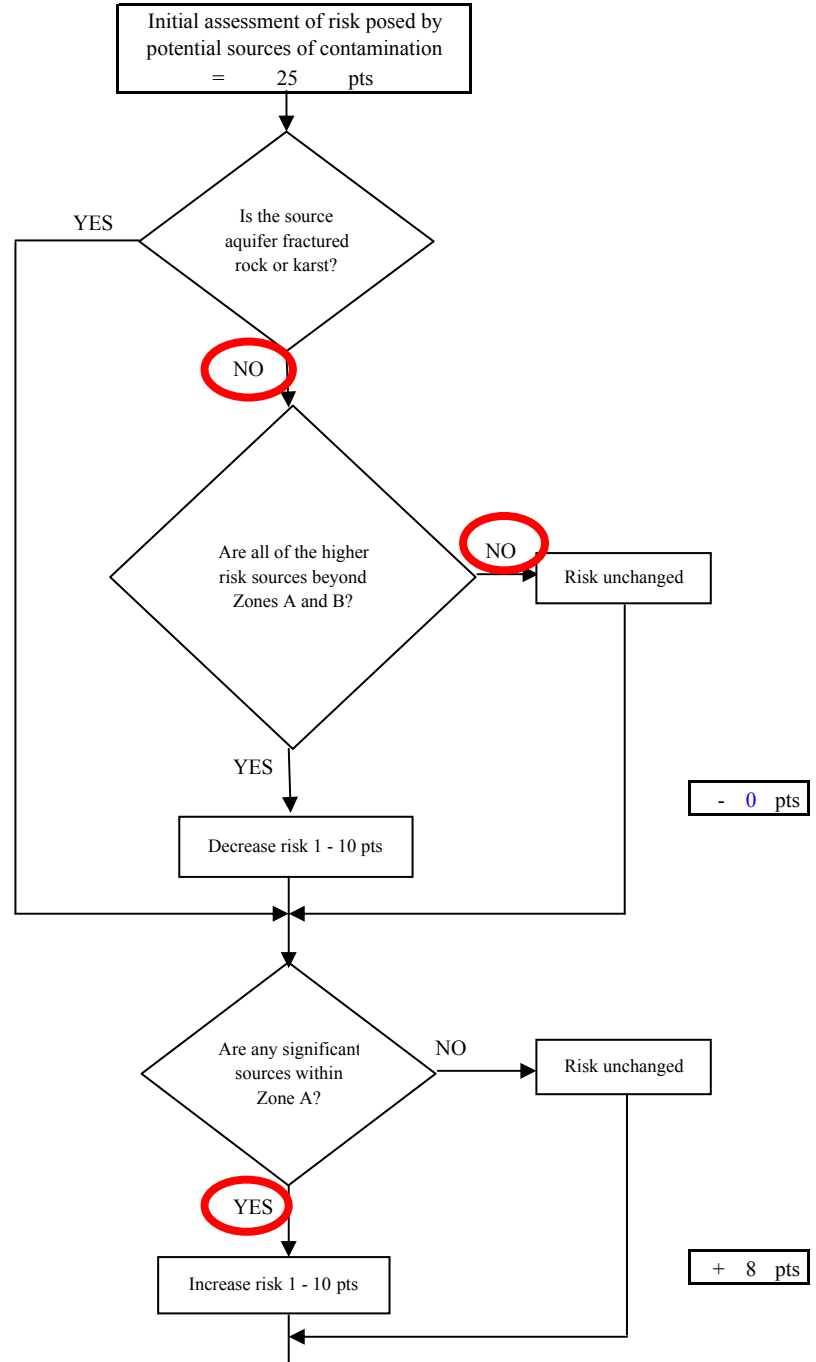 Initial assessment of risk posed by
potential sources of contamination
= 25 pts
YES
Is the source
aquifer fractured
rock or karst?
NO
Are all of the higher
risk sources beyond
Zones A and B?
NO
Risk unchanged
YES
- 0 pts
Decrease risk 1 - 10 pts
Are any significant
sources within
Zone A?
NO
Risk unchanged
YES
+ 8 pts
Increase risk 1 - 10 pts